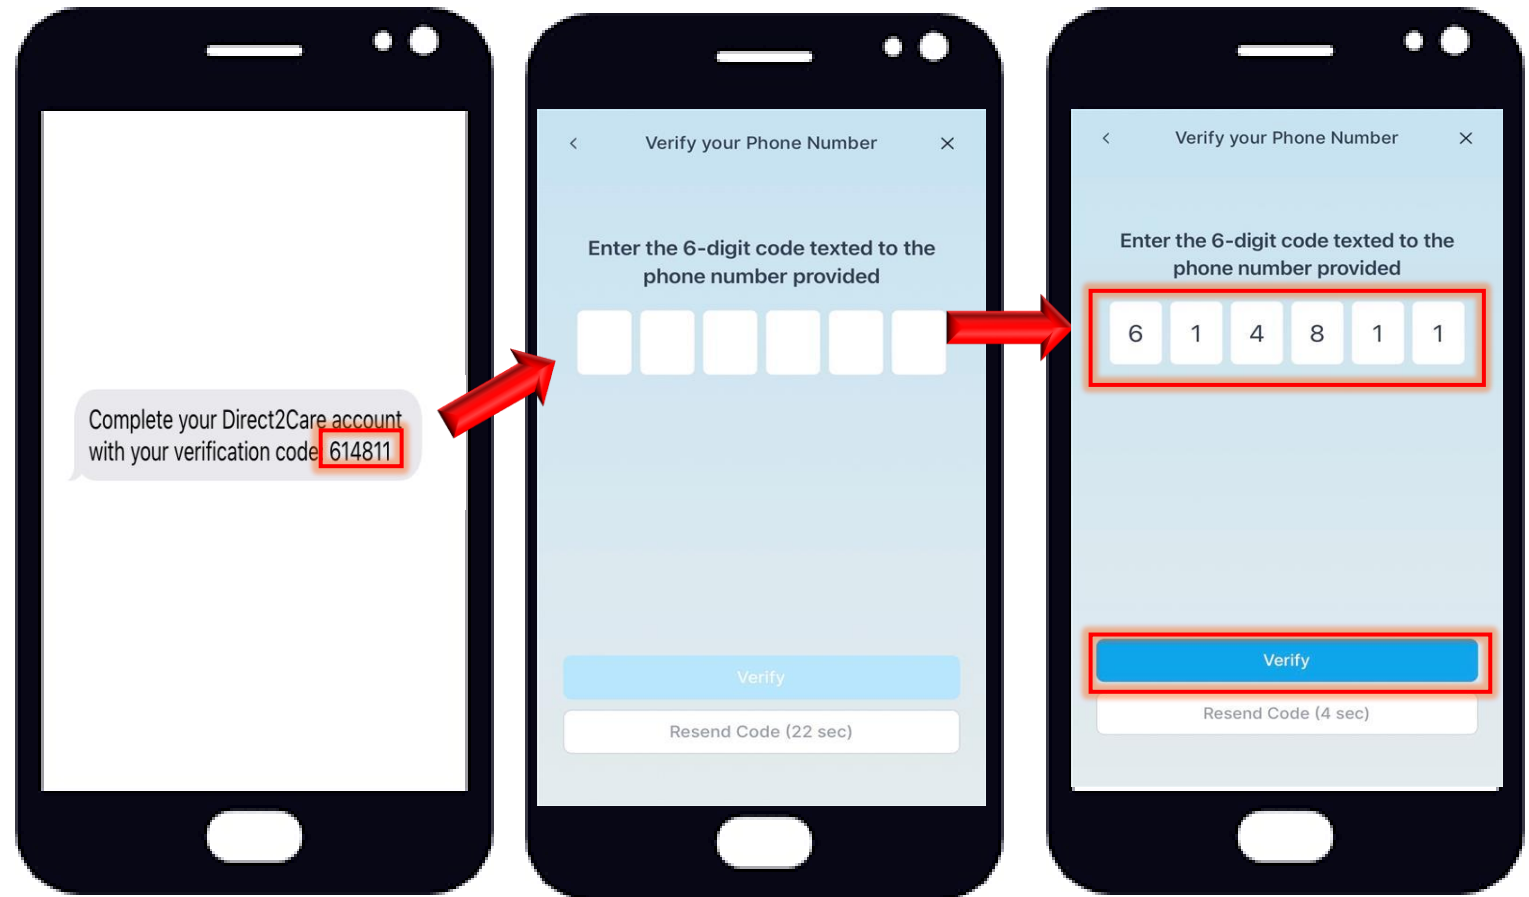 Complete your Direct2Care account
with your verification code 614811
Verify your Phone Number
Enter the 6-digit code texted to the
phone number provided
Verify
Resend Code (22 sec)
Verify your Phone Number
Enter the 6-digit code texted to the
phone number provided
6 1 4 8 1 1
Verify
Resend Code (4 sec)